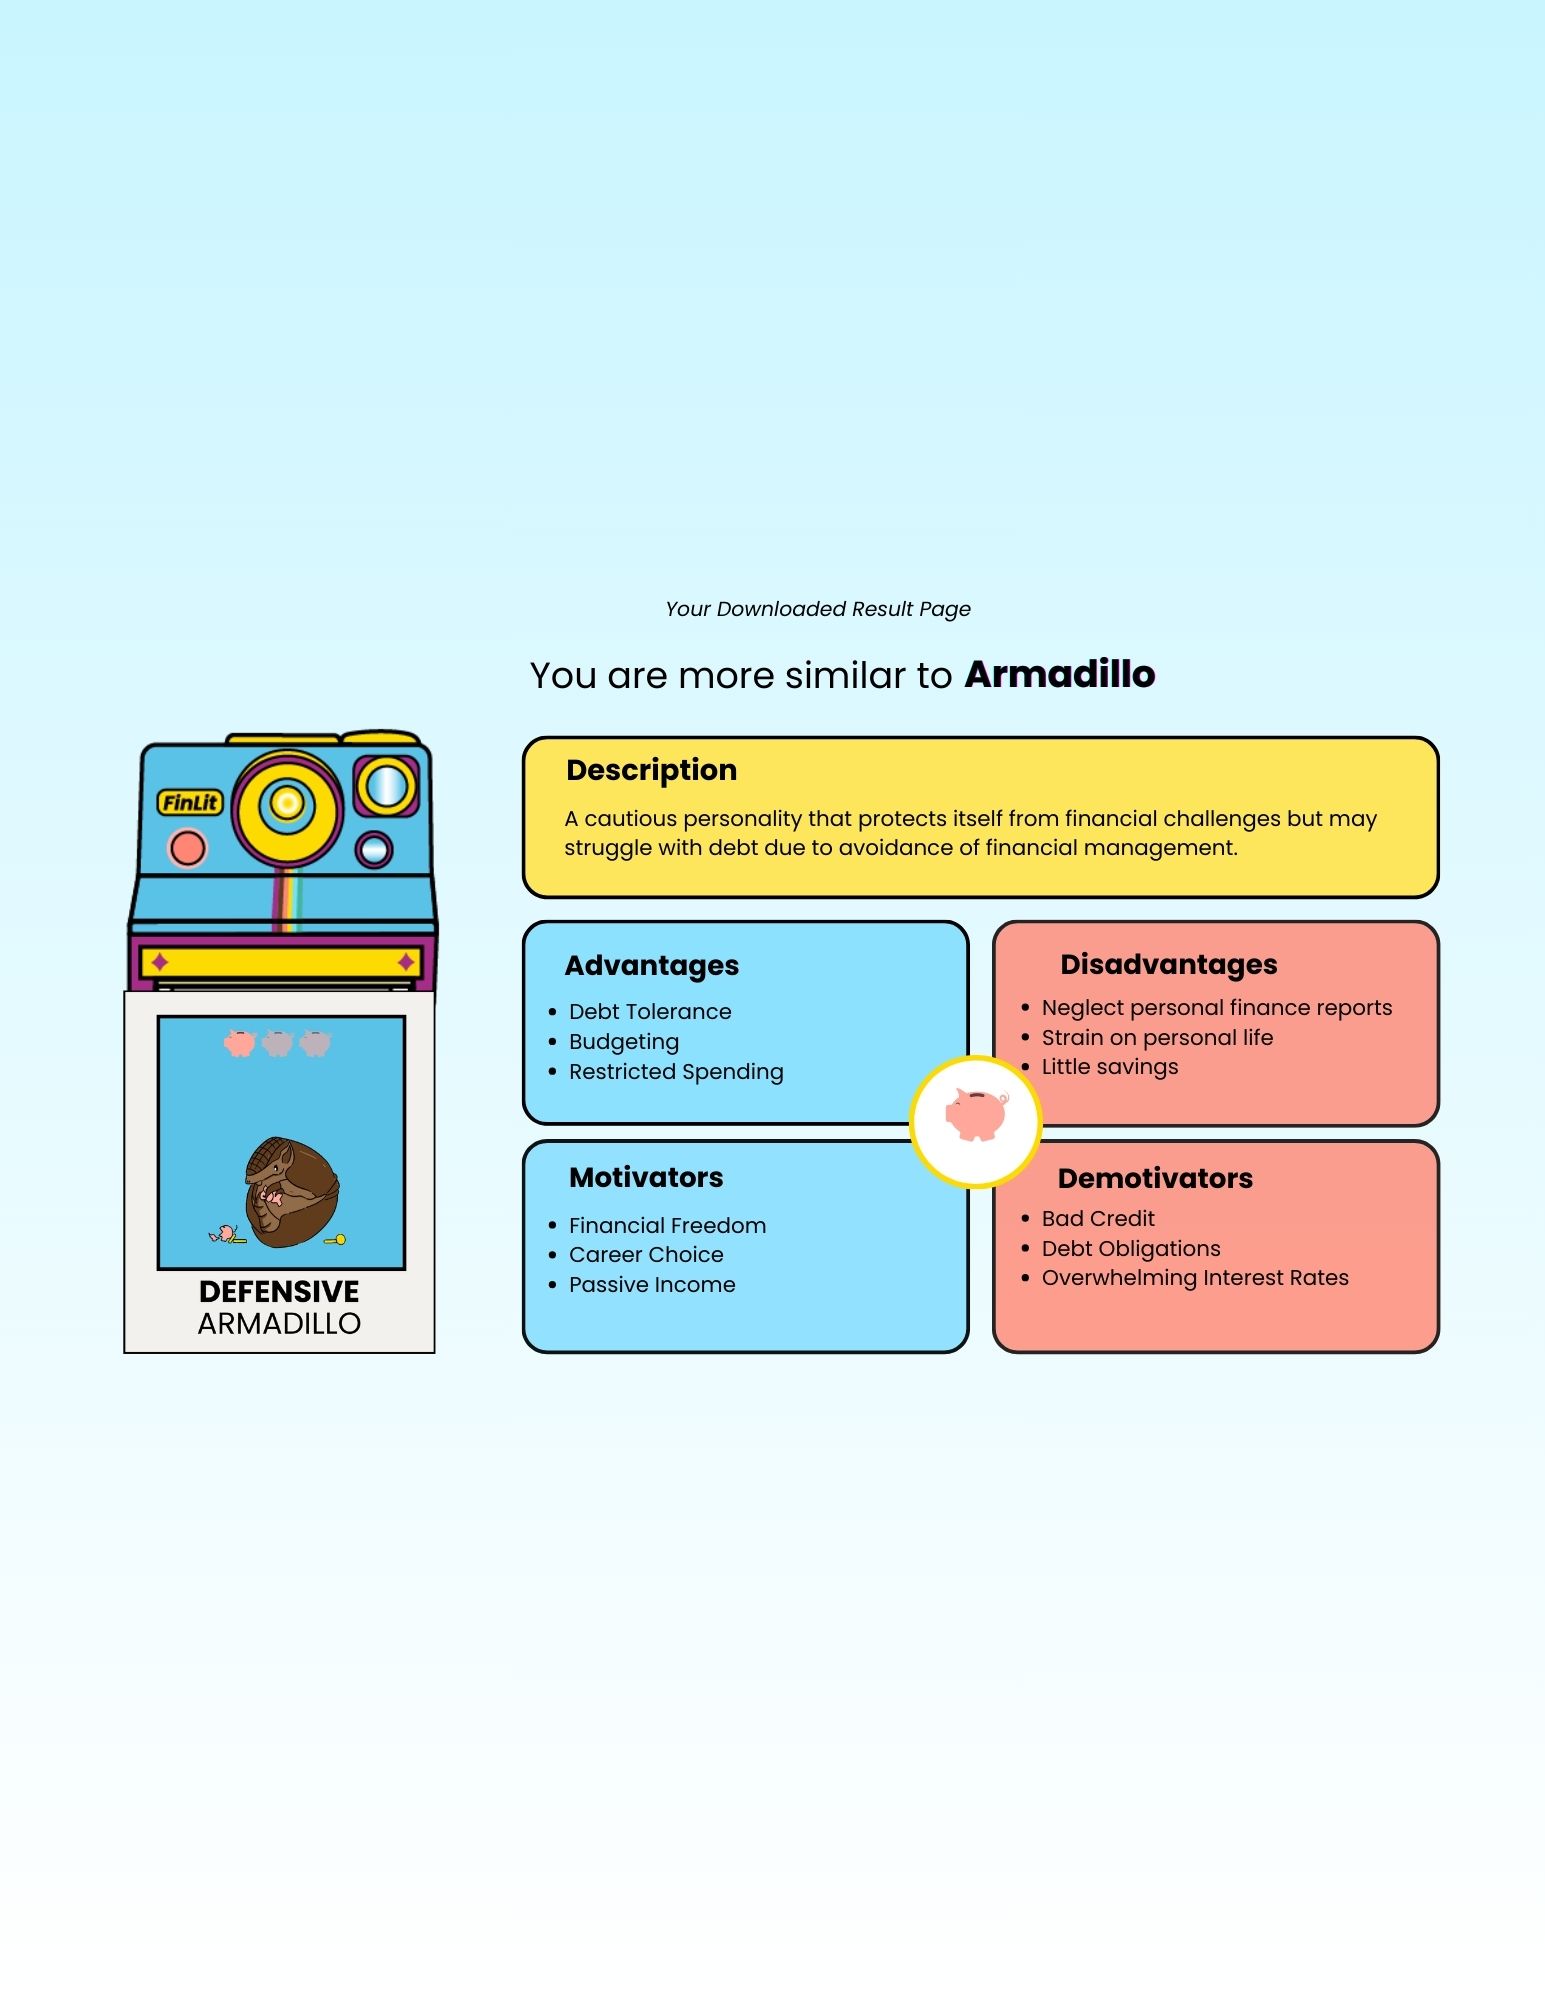 Your Downloaded Result Page
You are more similar to Armadillo
FinLit
DEFENSIVE
ARMADILLO
Description
A cautious personality that protects itself from financial challenges but may
struggle with debt due to avoidance of financial management.
Advantages
• Debt Tolerance
• Budgeting
• Restricted Spending
Disadvantages
• Neglect personal finance reports
• Strain on personal life
• Little savings
Motivators
• Financial Freedom
• Career Choice
• Passive Income
Demotivators
• Bad Credit
• Debt Obligations
• Overwhelming Interest Rates